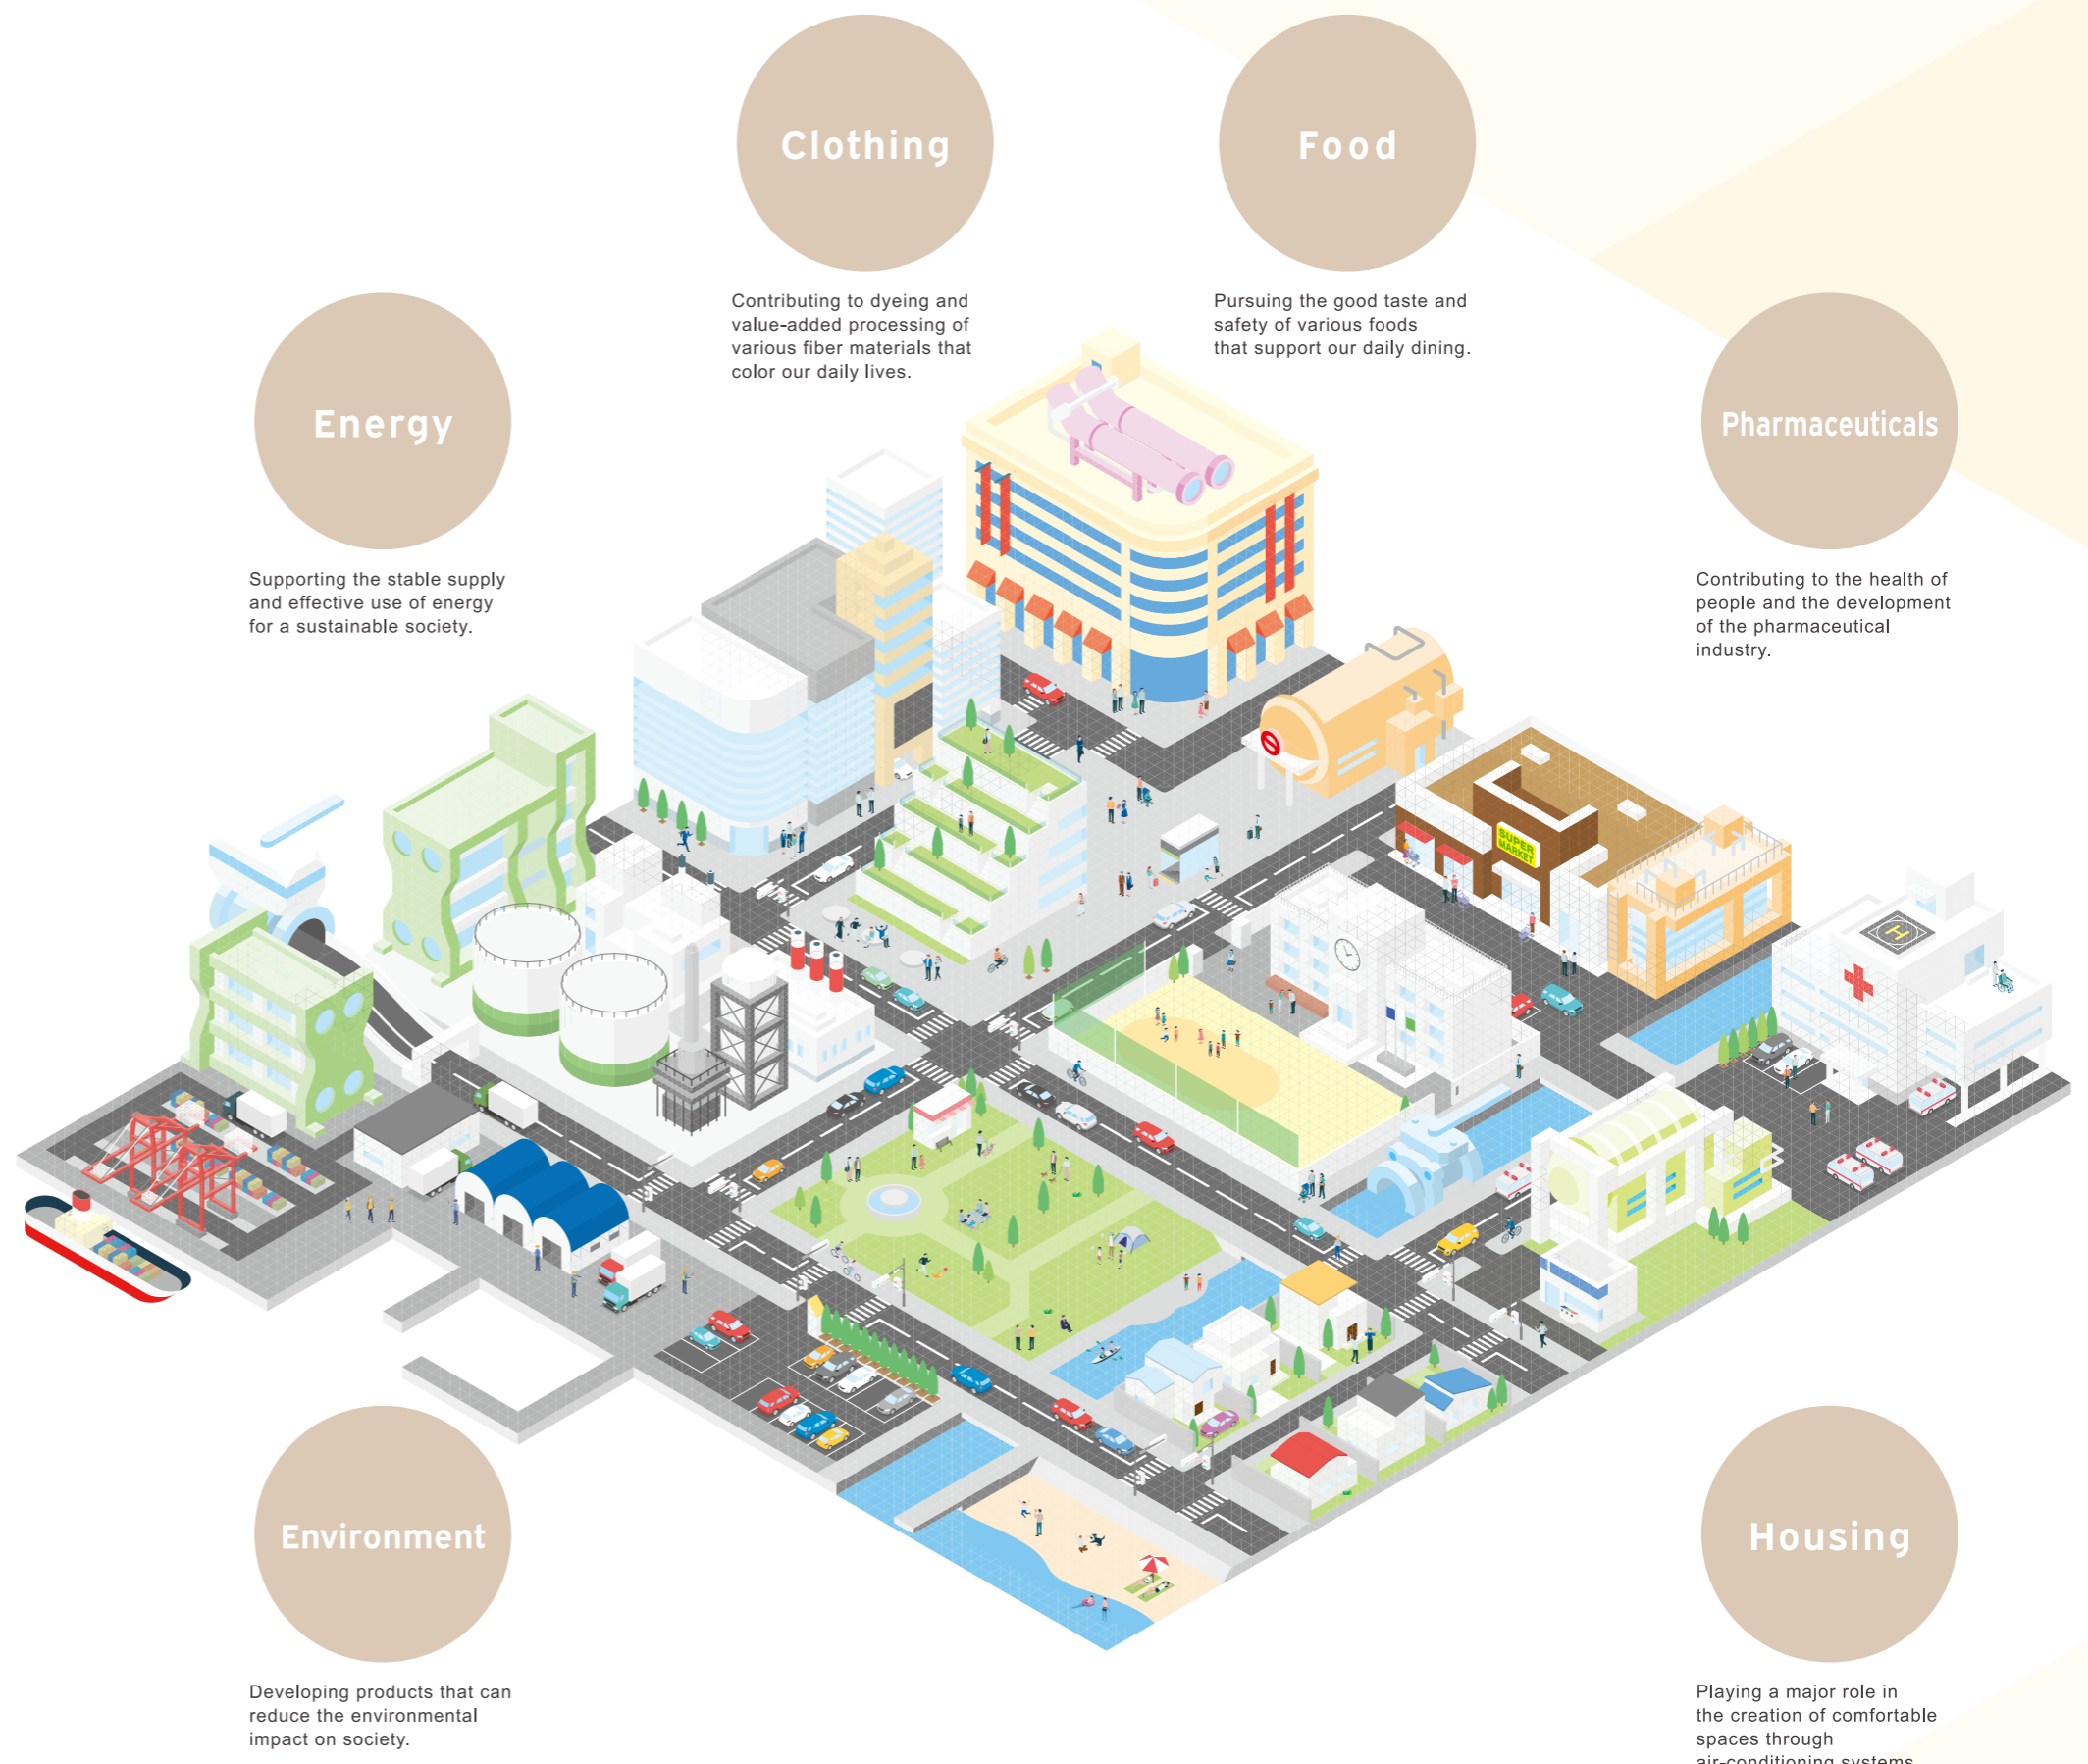 Clothing
Food
Contributing to dyeing and
value-added processing of
various fiber materials that
color our daily lives.
Pursuing the good taste and
safety of various foods
that support our daily dining.
Energy
Pharmaceuticals
Supporting the stable supply
and effective use of energy
for a sustainable society.
Contributing to the health of
people and the development
of the pharmaceutical
industry.
SUPER
MARKET
H
Environment
Housing
Developing products that can
reduce the environmental
impact on society.
Playing a major role in
the creation of comfortable
spaces through
air-conditioning systems